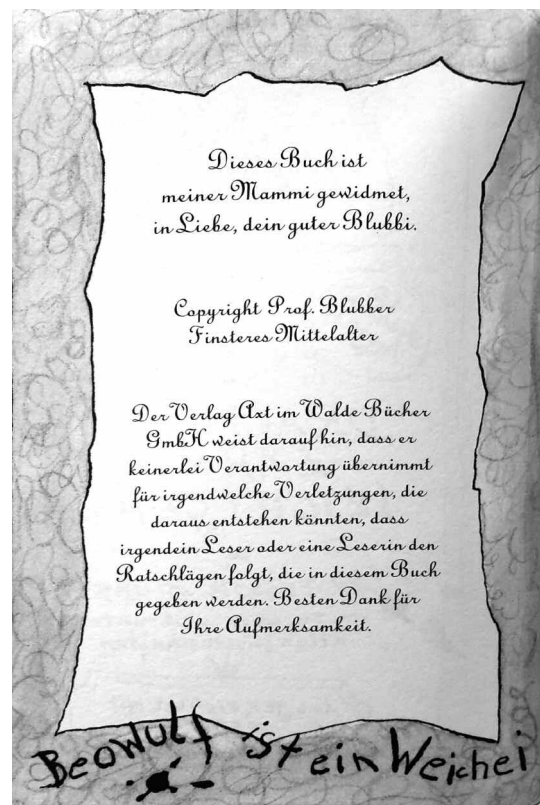 Dieses Buch ist
meiner Mammi gewidmet,
in Liebe, dein guter Blubbi.
Copyright Prof. Blubber
Finsteres Mittelalter
Der Verlag Axt im Walde Bücher
GmbH weist darauf hin, dass er
keinerlei Verantwortung übernimmt
für irgendwelche Verletzungen, die
daraus entstehen könnten, dass
irgendein Leser oder eine Leserin den
Ratschlägen folgt, die in diesem Buch
gegeben werden. Besten Dank für
Ihre Aufmerksamkeit.
Beowulf ist ein Weichei